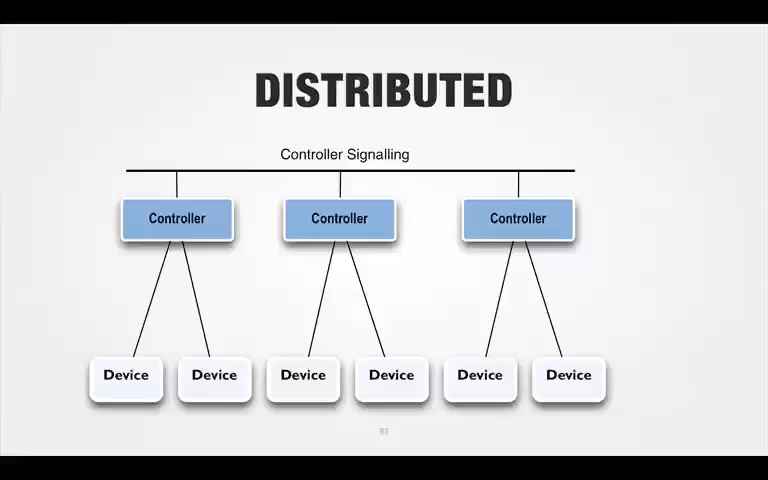 DISTRIBUTED
Controller Signalling
Controller Controller Controller
Device Device Device Device Device Device